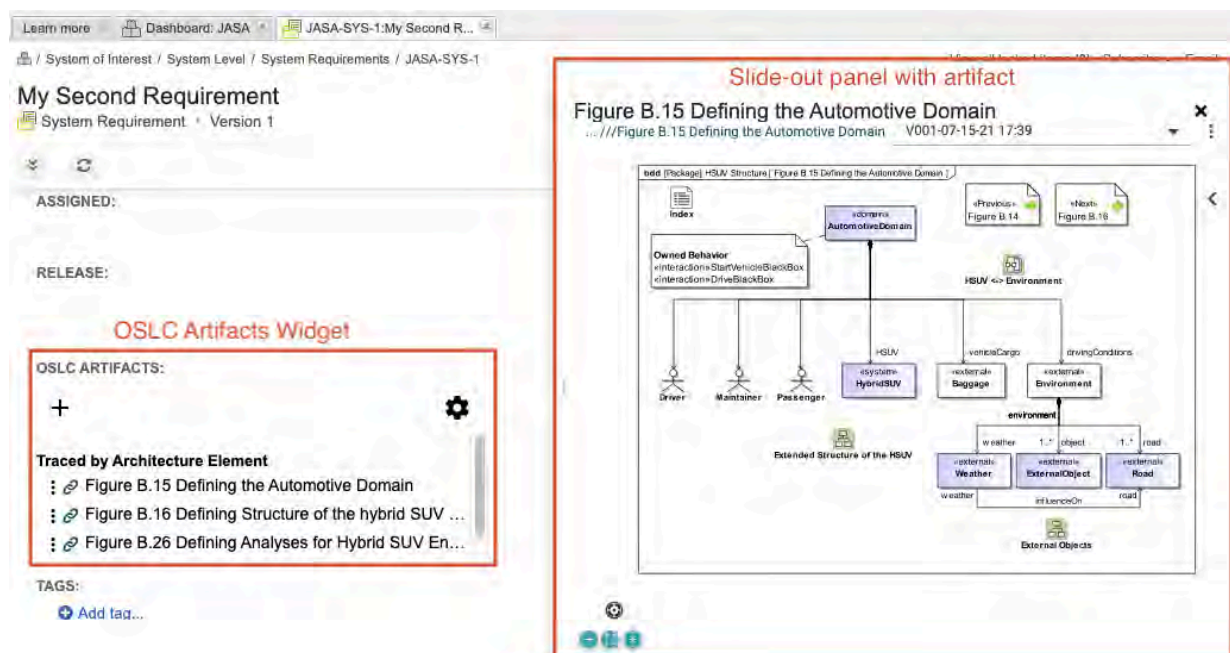 Learn more
Dashboard: JASA
JASA-SYS-1:My Second R...
/ System of Interest / System Level / System Requirements / JASA-SYS-1
My Second Requirement
System Requirement • Version 1
ASSIGNED:
RELEASE:
OSLC Artifacts Widget
OSLC ARTIFACTS:
Traced by Architecture Element
Figure B.15 Defining the Automotive Domain
Figure B.16 Defining Structure of the hybrid SUV ...
Figure B.26 Defining Analyses for Hybrid SUV En...
TAGS:
Add tag...
Slide-out panel with artifact
Figure B.15 Defining the Automotive Domain
... ///Figure B.15 Defining the Automotive Domain V001-07-15-21 17:39
bdd [Package] HSUV Structure [ Figure B.15 Defining the Automotive Domain ]
Index
«domain»
AutomotiveDomain
«Previous»
Figure B.14
«Next»
Figure B.16
Owned Behavior
«interaction»StartVehicleBlackBox
«interaction»DriveBlackBox
HSUV <-> Environment
HSUV
vehicleCargo
drivingConditions
Driver
Maintainer
Passenger
«system»
HybridSUV
«external»
Baggage
«external»
Environment
environment
Extended Structure of the HSUV
weather
1..* object
1..* road
«external»
Weather
«external»
ExternalObject
«external»
Road
weather
influenceOn
road
External Objects